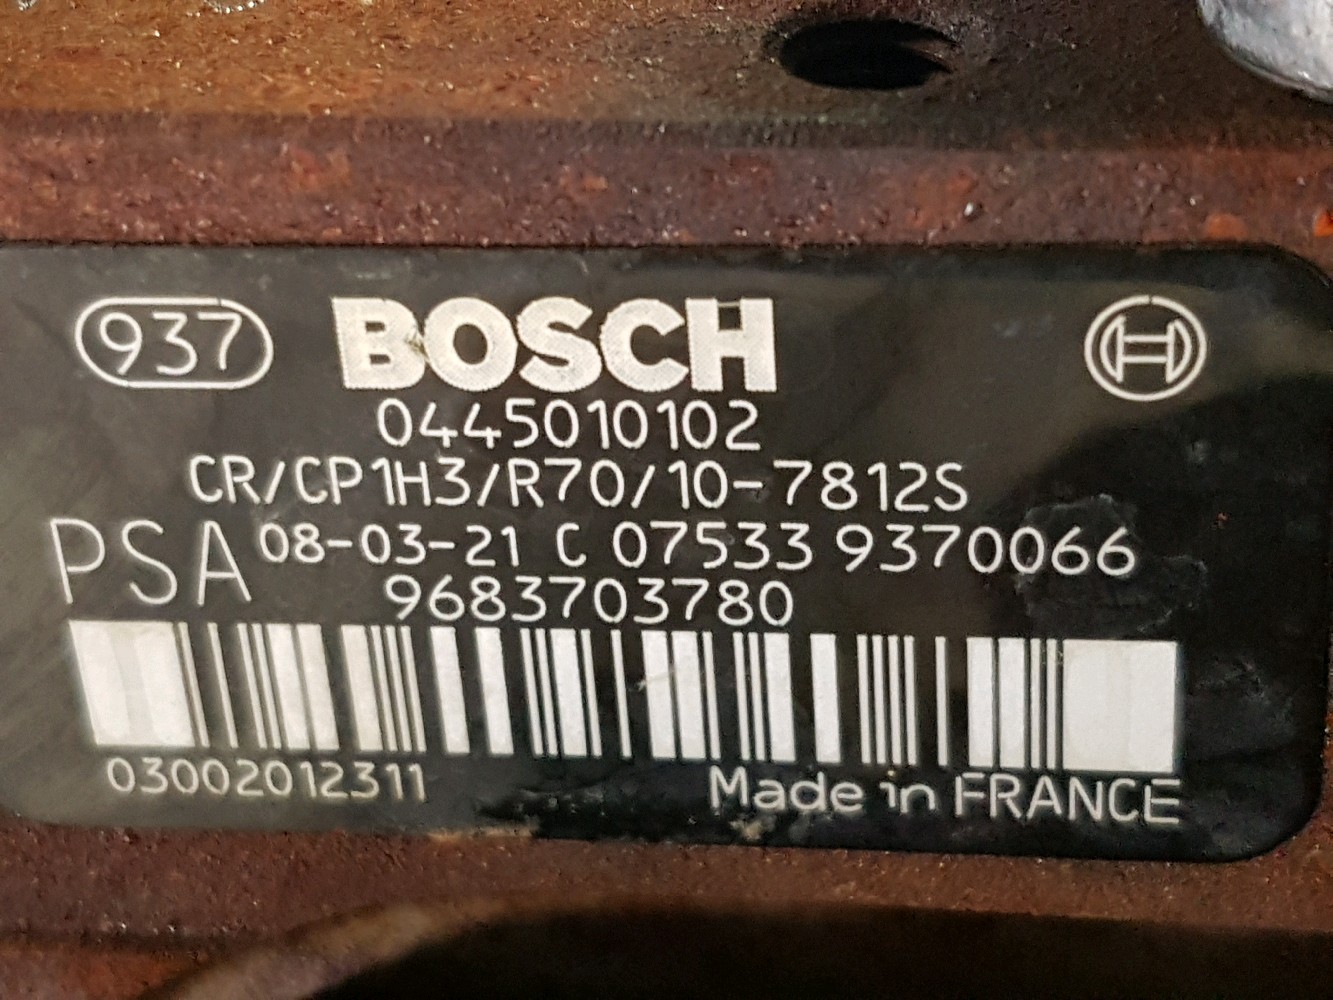 937 BOSCH
0445010102
CR/CP1H3/R70/10-7812S
PSA 08-03-21 C 07533 9370066
9683703780
03002012311 Made in FRANCE